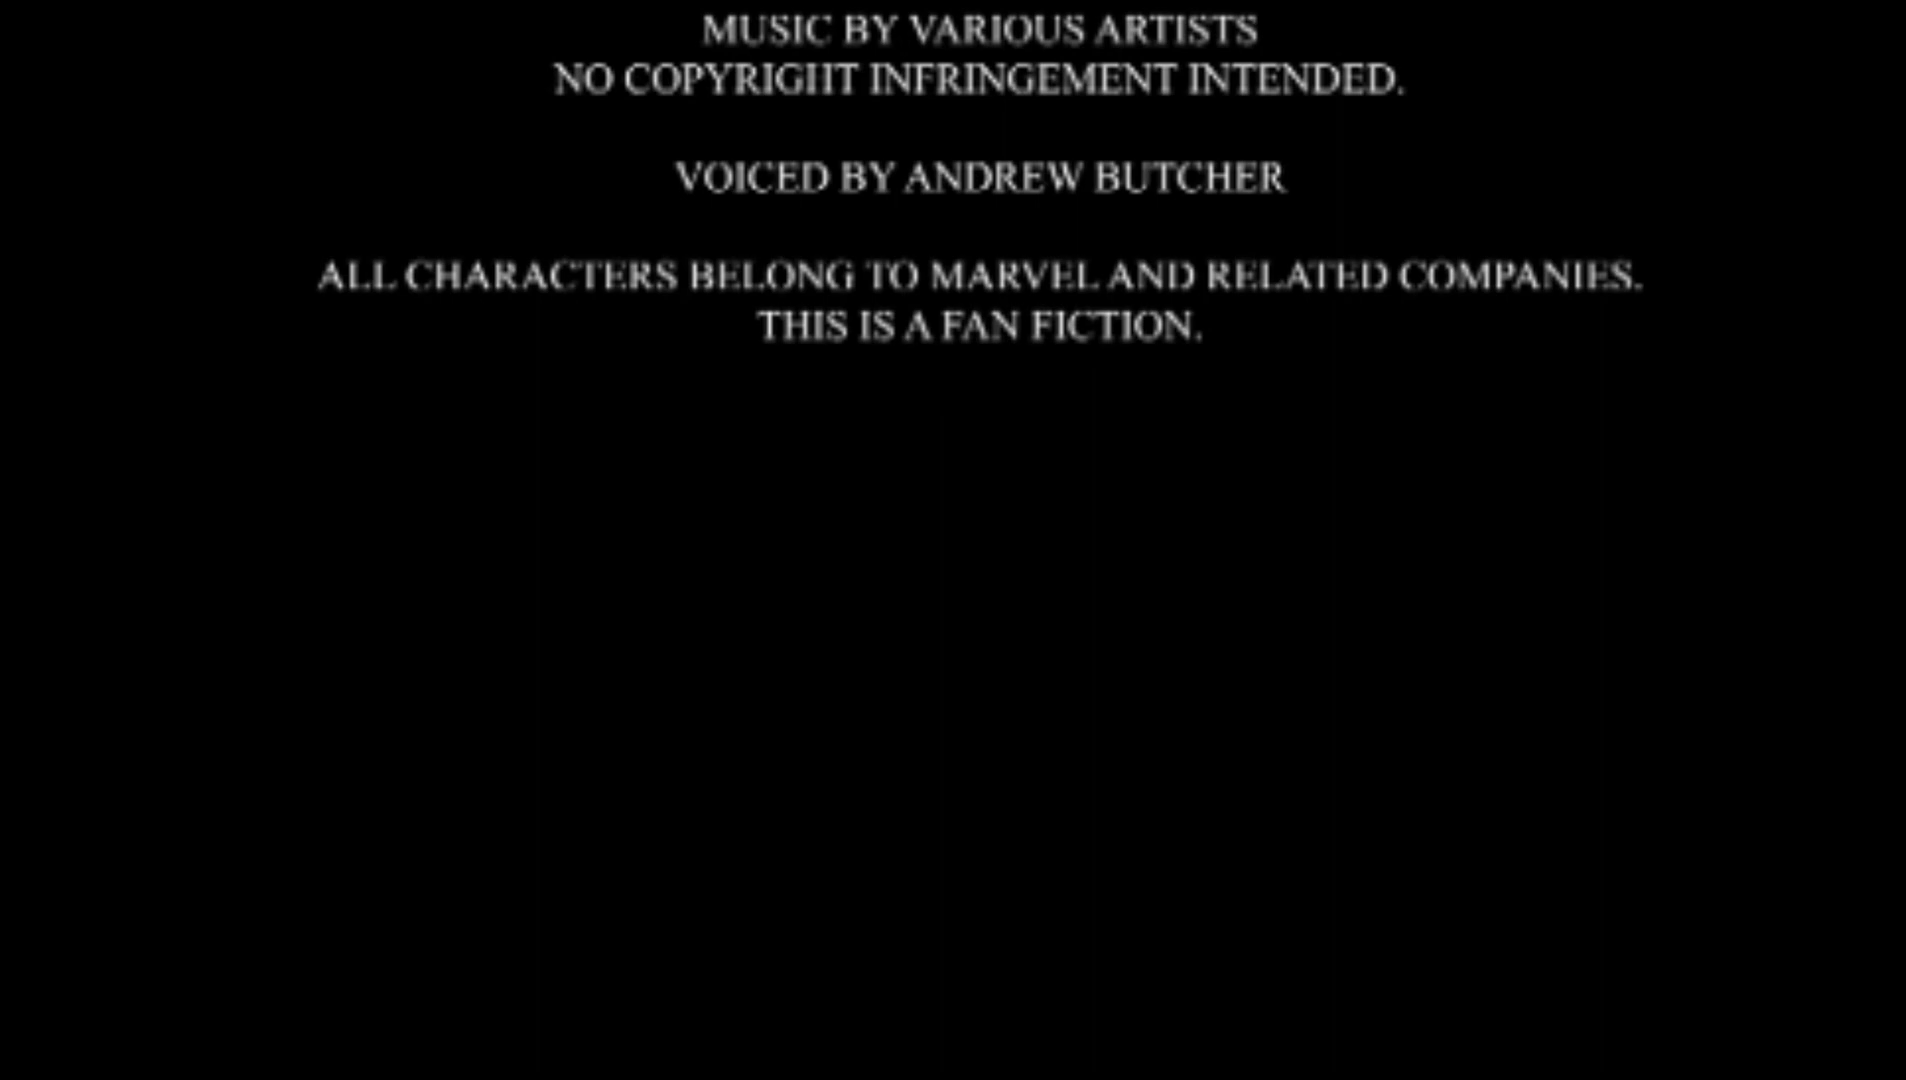 MUSIC BY VARIOUS ARTISTS
NO COPYRIGHT INFRINGEMENT INTENDED.
VOICED BY ANDREW BUTCHER
ALL CHARACTERS BELONG TO MARVEL AND RELATED COMPANIES.
THIS IS A FAN FICTION.